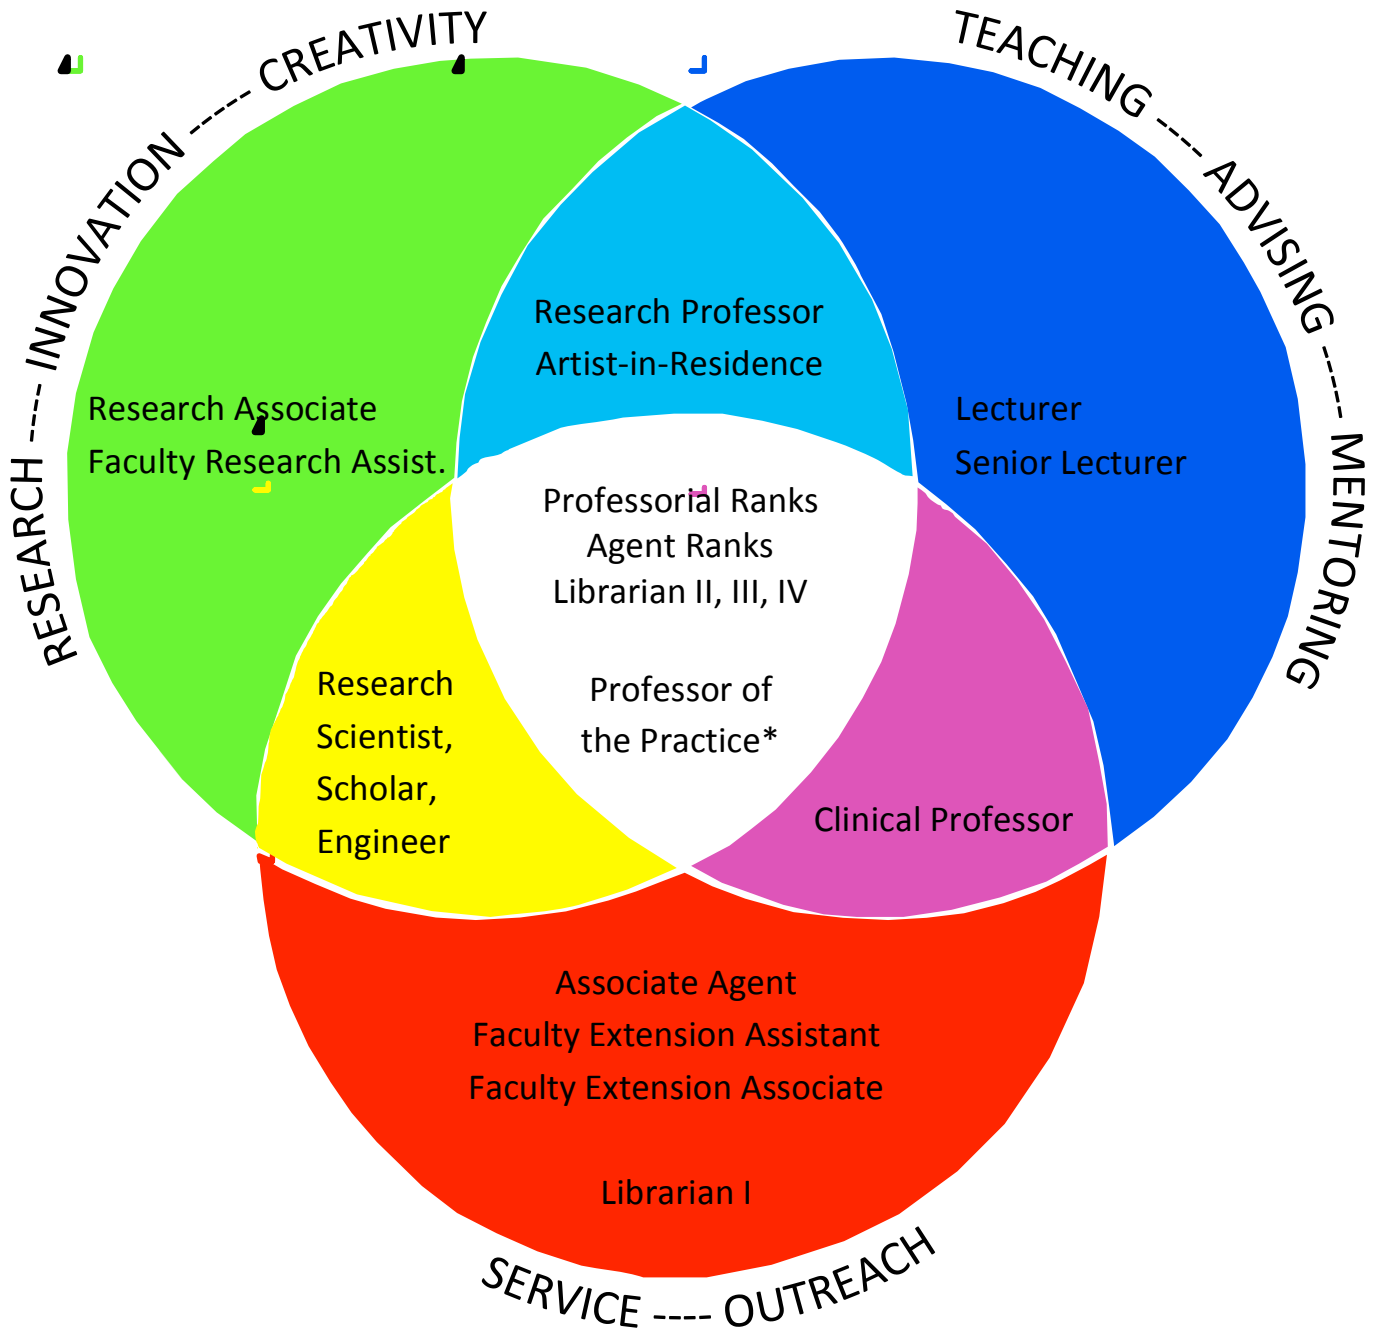 RESEARCH ---- INNOVATION ------ CREATIVITY
TEACHING ----- ADVISING ----- MENTORING
Research Professor
Artist-in-Residence
Research Associate
Faculty Research Assist.
Lecturer
Senior Lecturer
Professorial Ranks
Agent Ranks
Librarian II, III, IV
Professor of
the Practice*
Research
Scientist,
Scholar,
Engineer
Clinical Professor
Associate Agent
Faculty Extension Assistant
Faculty Extension Associate
Librarian I
SERVICE ---- OUTREACH